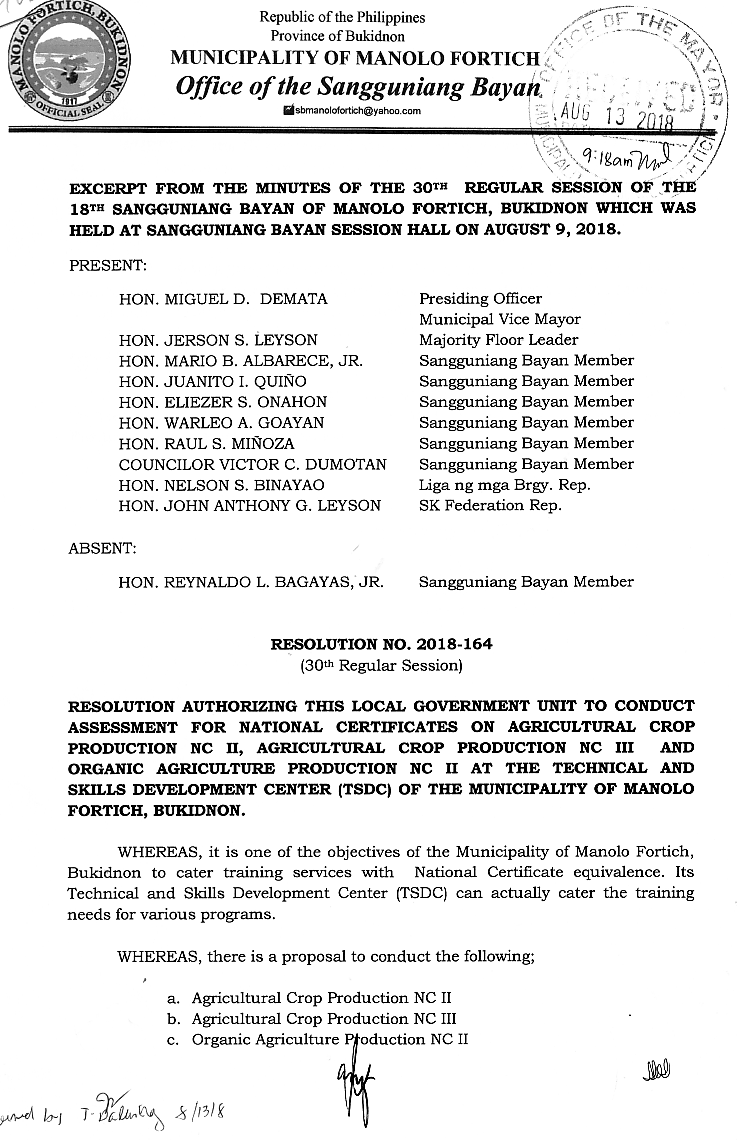 MANOLO FORTICH, BUKIDNON
1917
OFFICIAL SEAL
Republic of the Philippines
Province of Bukidnon
MUNICIPALITY OF MANOLO FORTICH
Office of the Sangguniang Bayan
sbmanolofortich@yahoo.com
OFFICE OF THE MAYOR
RECEIVED
AUG 13 2018
9:18am
EXCERPT FROM THE MINUTES OF THE 30TH REGULAR SESSION OF THE
18TH SANGGUNIANG BAYAN OF MANOLO FORTICH, BUKIDNON WHICH WAS
HELD AT SANGGUNIANG BAYAN SESSION HALL ON AUGUST 9, 2018.
PRESENT:
HON. MIGUEL D. DEMATA Presiding Officer
Municipal Vice Mayor
HON. JERSON S. LEYSON Majority Floor Leader
HON. MARIO B. ALBARECE, JR. Sangguniang Bayan Member
HON. JUANITO I. QUIÑO Sangguniang Bayan Member
HON. ELIEZER S. ONAHON Sangguniang Bayan Member
HON. WARLEO A. GOAYAN Sangguniang Bayan Member
HON. RAUL S. MIÑOZA Sangguniang Bayan Member
COUNCILOR VICTOR C. DUMOTAN Sangguniang Bayan Member
HON. NELSON S. BINAYAO Liga ng mga Brgy. Rep.
HON. JOHN ANTHONY G. LEYSON SK Federation Rep.
ABSENT:
HON. REYNALDO L. BAGAYAS, JR. Sangguniang Bayan Member
RESOLUTION NO. 2018-164
(30th Regular Session)
RESOLUTION AUTHORIZING THIS LOCAL GOVERNMENT UNIT TO CONDUCT
ASSESSMENT FOR NATIONAL CERTIFICATES ON AGRICULTURAL CROP
PRODUCTION NC II, AGRICULTURAL CROP PRODUCTION NC III AND
ORGANIC AGRICULTURE PRODUCTION NC II AT THE TECHNICAL AND
SKILLS DEVELOPMENT CENTER (TSDC) OF THE MUNICIPALITY OF MANOLO
FORTICH, BUKIDNON.
WHEREAS, it is one of the objectives of the Municipality of Manolo Fortich,
Bukidnon to cater training services with National Certificate equivalence. Its
Technical and Skills Development Center (TSDC) can actually cater the training
needs for various programs.
WHEREAS, there is a proposal to conduct the following;
a. Agricultural Crop Production NC II
b. Agricultural Crop Production NC III
c. Organic Agriculture Production NC II
by 8/13/8